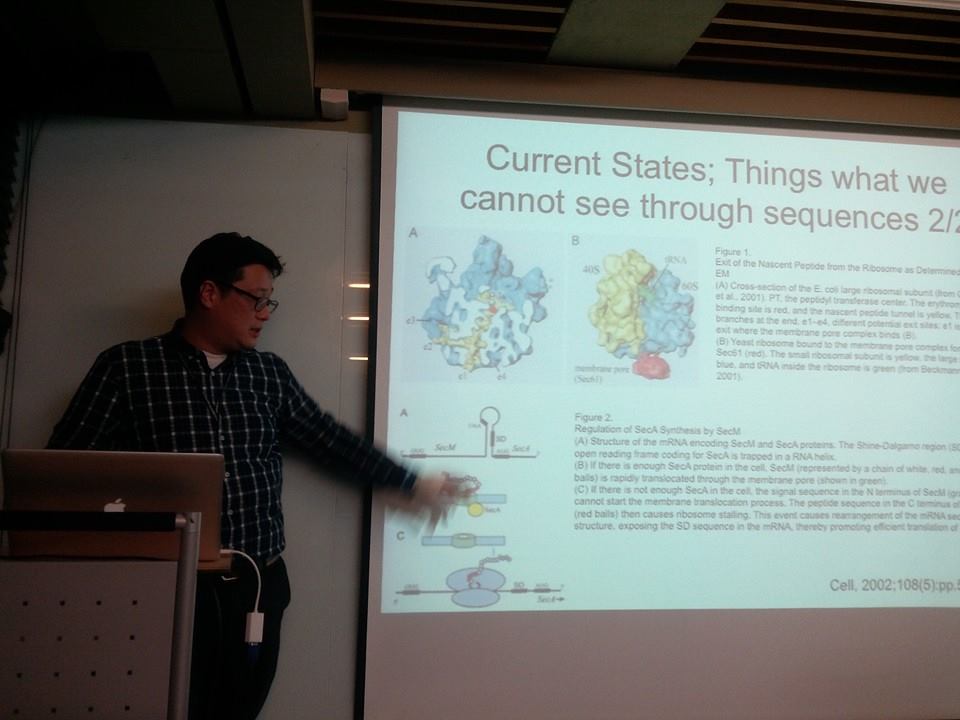 Current States; Things what we
cannot see through sequences 2/2
A
B
40S
tRNA
60S
e3
e2
e1
e4
membrane pore
(Sec61)
Figure 1.
Exit of the Nascent Peptide from the Ribosome as Determined
EM
(A) Cross-section of the E. coli large ribosomal subunit (from
et al., 2001). PT, the peptidyl transferase center. The erythrom
binding site is red, and the nascent peptide tunnel is yellow.
branches at the end, e1–e4, different potential exit sites; e1 is
exit where the membrane pore complex binds (B).
(B) Yeast ribosome bound to the membrane pore complex for
Sec61 (red). The small ribosomal subunit is yellow, the large
blue, and tRNA inside the ribosome is green (from Beckman
2001).
A
SD
SecM
AUG
SecA
SecA
C
SD
AUG
SecA
Figure 2.
Regulation of SecA Synthesis by SecM
(A) Structure of the mRNA encoding SecM and SecA proteins. The Shine-Dalgarno region (SD
open reading frame coding for SecA is trapped in a RNA helix.
(B) If there is enough SecA protein in the cell, SecM (represented by a chain of white, red, and
balls) is rapidly translocated through the membrane pore (shown in green).
(C) If there is not enough SecA in the cell, the signal sequence in the N terminus of SecM (gr
cannot start the membrane translocation process. The peptide sequence in the C terminus of
(red balls) then causes ribosome stalling. This event causes rearrangement of the mRNA sec
structure, exposing the SD sequence in the mRNA, thereby promoting efficient translation of
Cell, 2002;108(5):pp.5